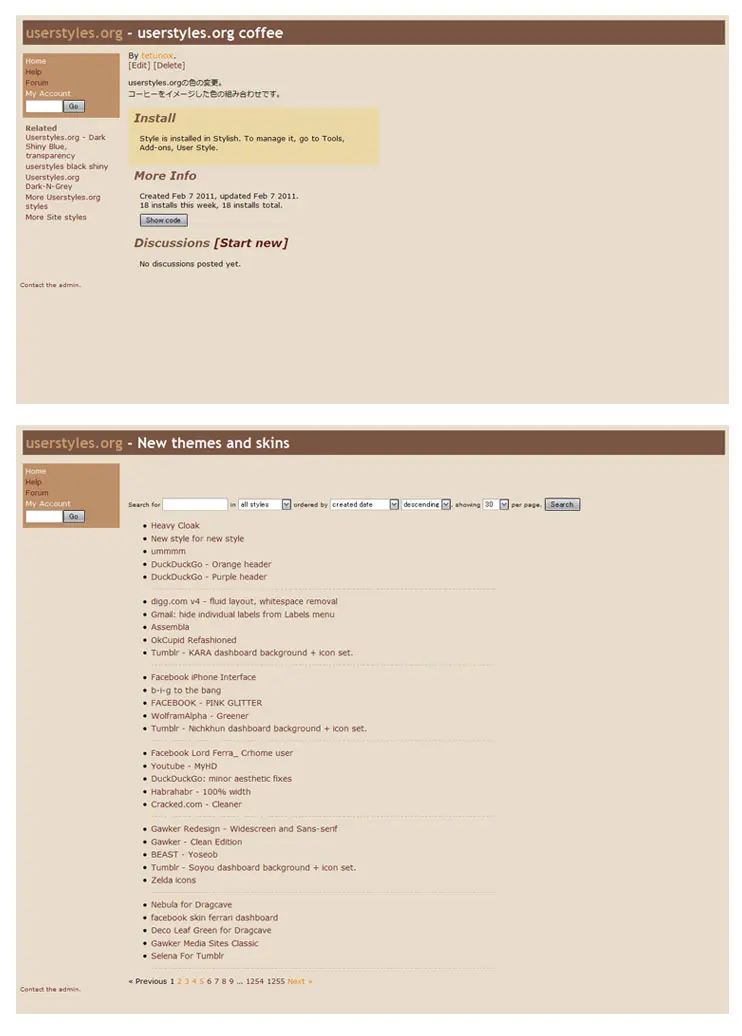 userstyles.org - userstyles.org coffee
Home
Help
Forum
My Account
Go
Related
Userstyles.org - Dark
Shiny Blue,
transparency
userstyles black shiny
Userstyles.org
Dark-N-Grey
More Userstyles.org
styles
More Site styles
Contact the admin.
By tetunox.
[Edit] [Delete]
userstyles.orgの色の変更。
コーヒーをイメージした色の組み合わせです。
Install
Style is installed in Stylish. To manage it, go to Tools,
Add-ons, User Style.
More Info
Created Feb 7 2011, updated Feb 7 2011.
18 installs this week, 18 installs total.
Show code
Discussions [Start new]
No discussions posted yet.
userstyles.org - New themes and skins
Home
Help
Forum
My Account
Go
Search for in all styles ordered by created date descending, showing 30 per page. Search
Heavy Cloak
New style for new style
ummmm
DuckDuckGo - Orange header
DuckDuckGo - Purple header
digg.com v4 - fluid layout, whitespace removal
Gmail: hide individual labels from Labels menu
Assembla
OkCupid Refashioned
Tumblr - KARA dashboard background + icon set.
Facebook iPhone Interface
b-i-g to the bang
FACEBOOK - PINK GLITTER
WolframAlpha - Greener
Tumblr - Nichkhun dashboard background + icon set.
Facebook Lord Ferra_ Crhome user
Youtube - MyHD
DuckDuckGo: minor aesthetic fixes
Habrahabr - 100% width
Cracked.com - Cleaner
Gawker Redesign - Widescreen and Sans-serif
Gawker - Clean Edition
BEAST - Yoseob
Tumblr - Soyou dashboard background + icon set.
Zelda icons
Nebula for Dragcave
facebook skin ferrari dashboard
Deco Leaf Green for Dragcave
Gawker Media Sites Classic
Selena For Tumblr
« Previous 1 2 3 4 5 6 7 8 9 ... 1254 1255 Next »
Contact the admin.